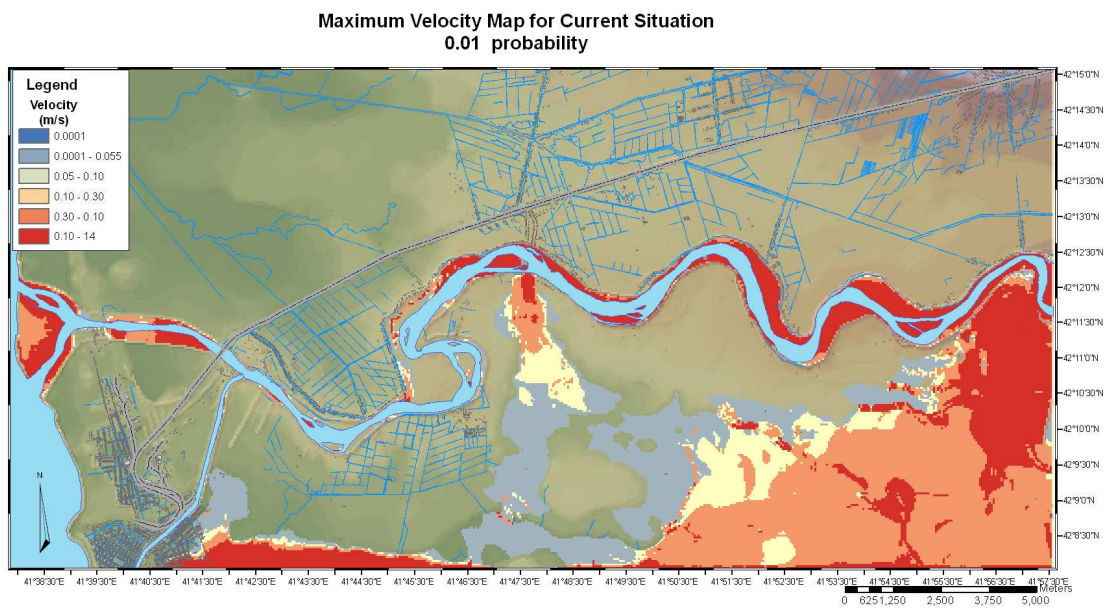 Maximum Velocity Map for Current Situation
0.01 probability
Legend
Velocity
(m/s)
0.0001
0.0001 - 0.055
0.05 - 0.10
0.10 - 0.30
0.30 - 0.10
0.10 - 14
N
42°15'0"N
42°14'30"N
42°14'0"N
42°13'30"N
42°13'0"N
42°12'30"N
42°12'0"N
42°11'30"N
42°11'0"N
42°10'30"N
42°10'0"N
42°9'30"N
42°9'0"N
42°8'30"N
41°38'30"E 41°39'30"E 41°40'30"E 41°41'30"E 41°42'30"E 41°43'30"E 41°44'30"E 41°45'30"E 41°46'30"E 41°47'30"E 41°48'30"E 41°49'30"E 41°50'30"E 41°51'30"E 41°52'30"E 41°53'30"E 41°54'30"E 41°55'30"E 41°56'30"E 41°57'30"E
Meters
0 6251,250 2,500 3,750 5,000